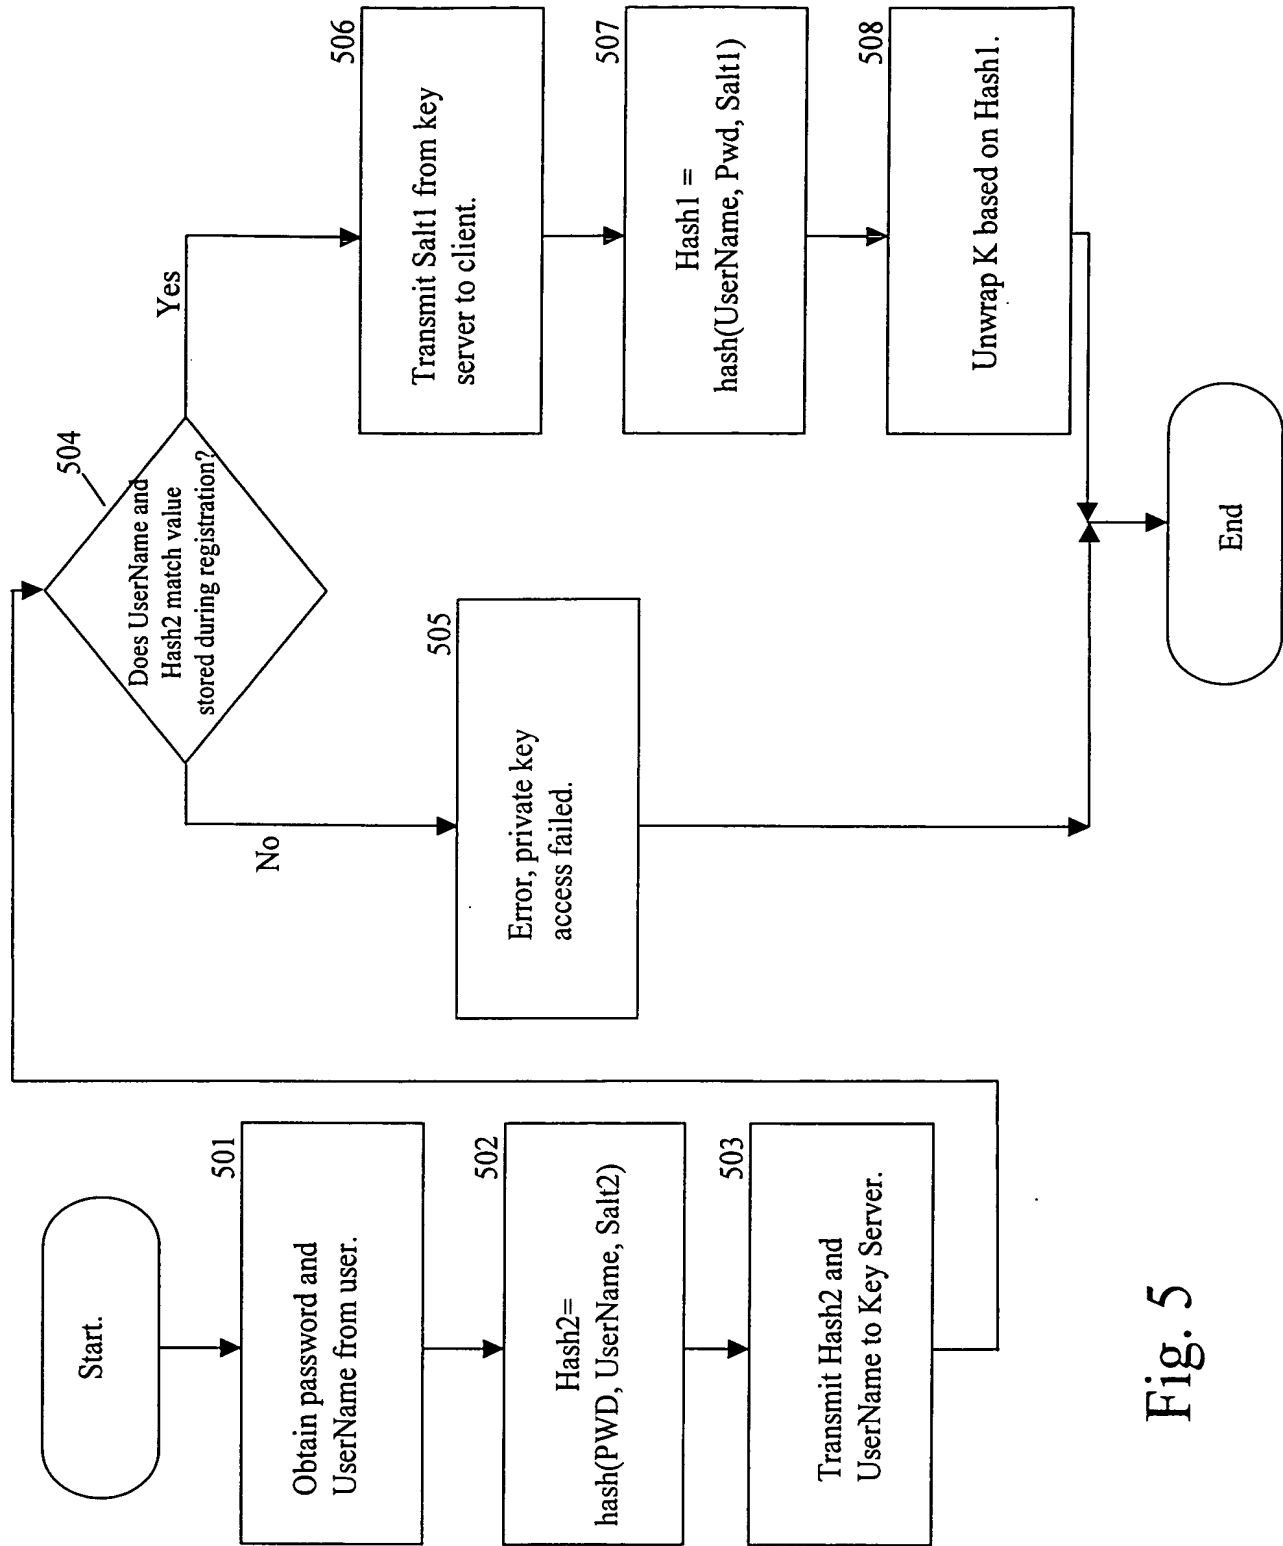 Start.
501
Obtain password and
UserName from user.
502
Hash2=
hash(PWD, UserName, Salt2)
503
Transmit Hash2 and
UserName to Key Server.
504
Does UserName and
Hash2 match value
stored during registration?
No
Yes
505
Error, private key
access failed.
506
Transmit Salt1 from key
server to client.
507
Hash1 =
hash(UserName, Pwd, Salt1)
508
Unwrap K based on Hash1.
End
Fig. 5